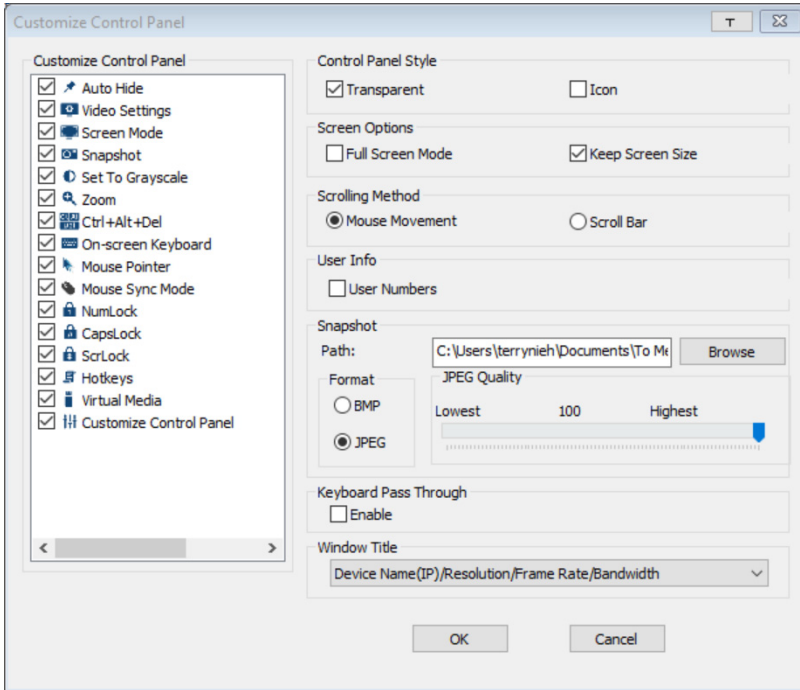 Customize Control Panel
T
Customize Control Panel
Auto Hide
Video Settings
Screen Mode
Snapshot
Set To Grayscale
Zoom
Ctrl+Alt+Del
On-screen Keyboard
Mouse Pointer
Mouse Sync Mode
NumLock
CapsLock
ScrLock
Hotkeys
Virtual Media
Customize Control Panel
Control Panel Style
Transparent Icon
Screen Options
Full Screen Mode Keep Screen Size
Scrolling Method
Mouse Movement Scroll Bar
User Info
User Numbers
Snapshot
Path: C:\Users\terrynieh\Documents\To Me Browse
Format
BMP
JPEG
JPEG Quality
Lowest 100 Highest
Keyboard Pass Through
Enable
Window Title
Device Name(IP)/Resolution/Frame Rate/Bandwidth
OK Cancel